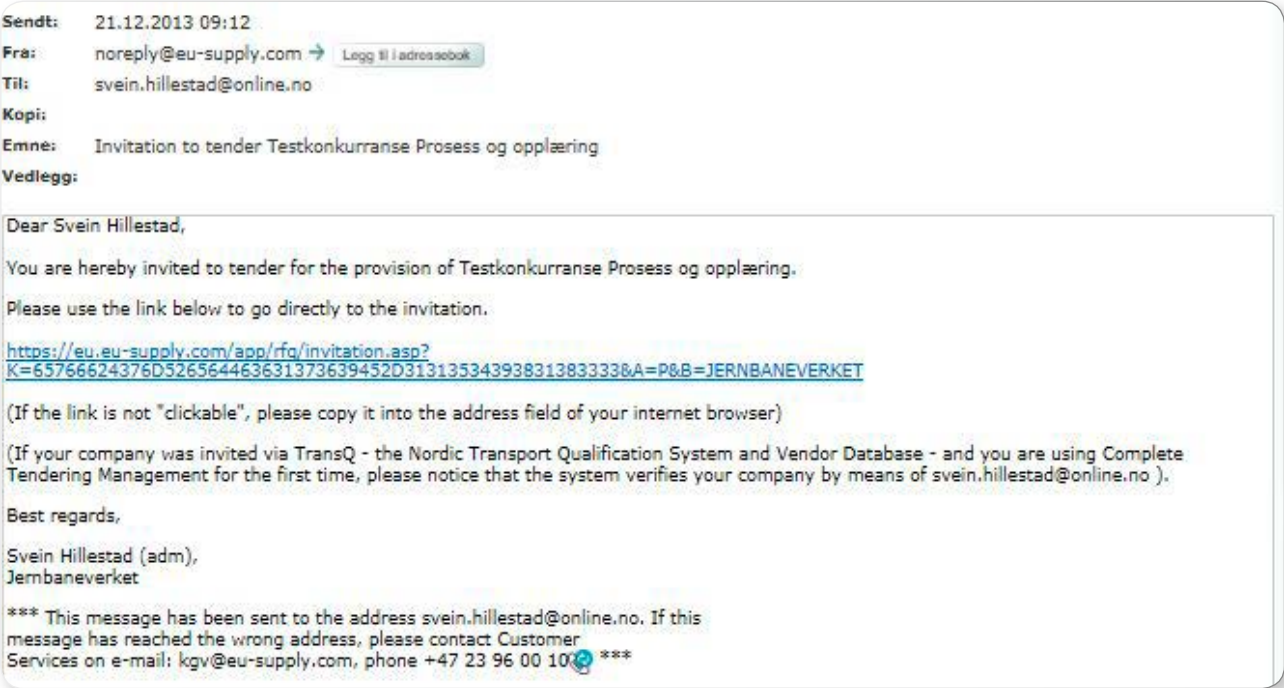 Sendt: 21.12.2013 09:12
Fra: noreply@eu-supply.com → Legg til i adressebok
Til: svein.hillestad@online.no
Kopi:
Emne: Invitation to tender Testkonkurranse Prosess og opplæring
Vedlegg:
Dear Svein Hillestad,
You are hereby invited to tender for the provision of Testkonkurranse Prosess og opplæring.
Please use the link below to go directly to the invitation.
https://eu.eu-supply.com/app/rfq/invitation.asp?
K=65766624376D526564463631373639452D31313534393831383333&A=P&B=JERNBANEVERKET
(If the link is not "clickable", please copy it into the address field of your internet browser)
(If your company was invited via TransQ - the Nordic Transport Qualification System and Vendor Database - and you are using Complete
Tendering Management for the first time, please notice that the system verifies your company by means of svein.hillestad@online.no ).
Best regards,
Svein Hillestad (adm),
Jernbaneverket
*** This message has been sent to the address svein.hillestad@online.no. If this
message has reached the wrong address, please contact Customer
Services on e-mail: kgv@eu-supply.com, phone +47 23 96 00 10 ***